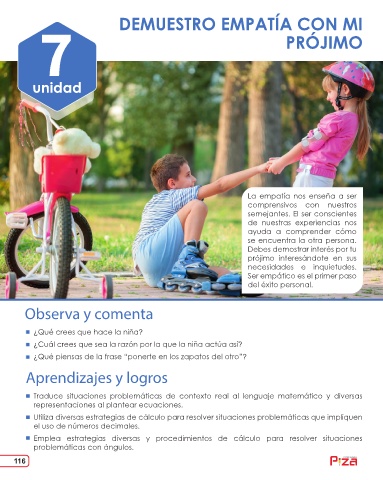 DEMUESTRO EMPATÍA CON MI
PRÓJIMO
7
unidad
La empatía nos enseña a ser
comprensivos con nuestros
semejantes. El ser conscientes
de nuestras experiencias nos
ayuda a comprender cómo
se encuentra la otra persona.
Debes demostrar interés por tu
prójimo interesándote en sus
necesidades e inquietudes.
Ser empático es el primer paso
del éxito personal.
Observa y comenta
¿Qué crees que hace la niña?
¿Cuál crees que sea la razón por la que la niña actúa así?
¿Qué piensas de la frase “ponerte en los zapatos del otro”?
Aprendizajes y logros
Traduce situaciones problemáticas de contexto real al lenguaje matemático y diversas
representaciones al plantear ecuaciones.
Utiliza diversas estrategias de cálculo para resolver situaciones problemáticas que impliquen
el uso de números decimales.
Emplea estrategias diversas y procedimientos de cálculo para resolver situaciones
problemáticas con ángulos.
116